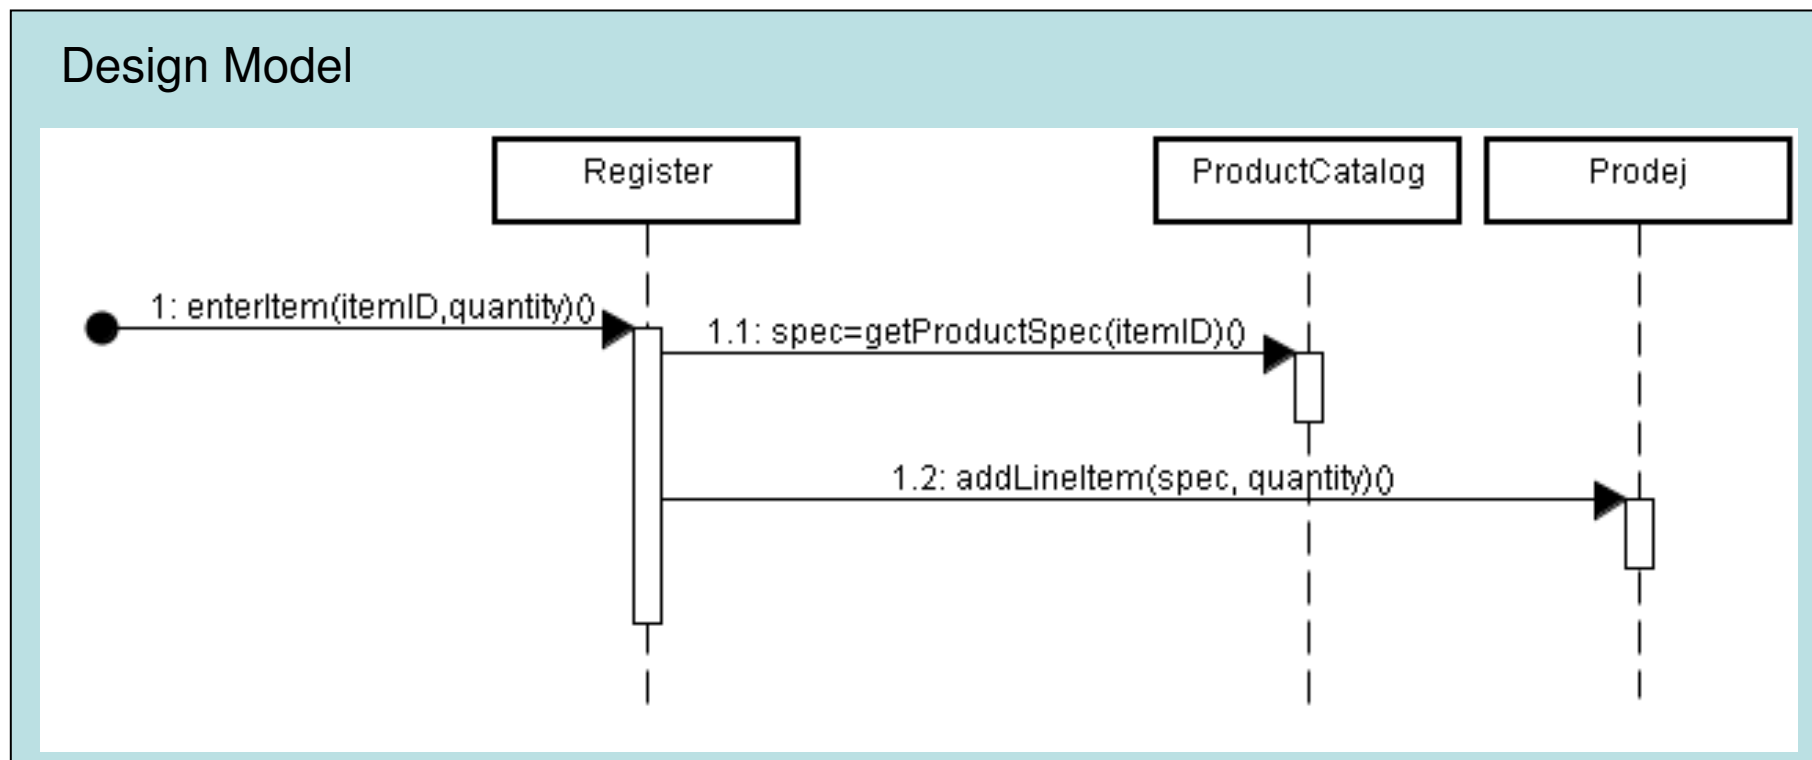 Design Model
Register
ProductCatalog
Prodej
1: enterItem(itemID,quantity)()
1.1: spec=getProductSpec(itemID)()
1.2: addLineItem(spec, quantity)()